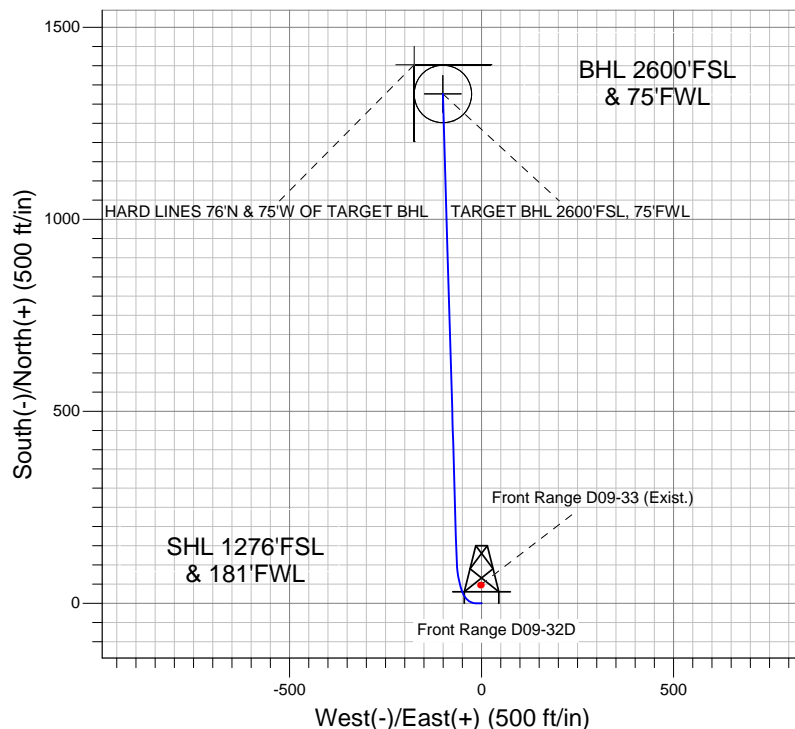 1500
BHL 2600'FSL
& 75'FWL
HARD LINES 76'N & 75'W OF TARGET BHL
TARGET BHL 2600'FSL, 75'FWL
1000
South(-)/North(+) (500 ft/in)
500
Front Range D09-33 (Exist.)
SHL 1276'FSL
& 181'FWL
0
Front Range D09-32D
-500
0
500
West(-)/East(+) (500 ft/in)